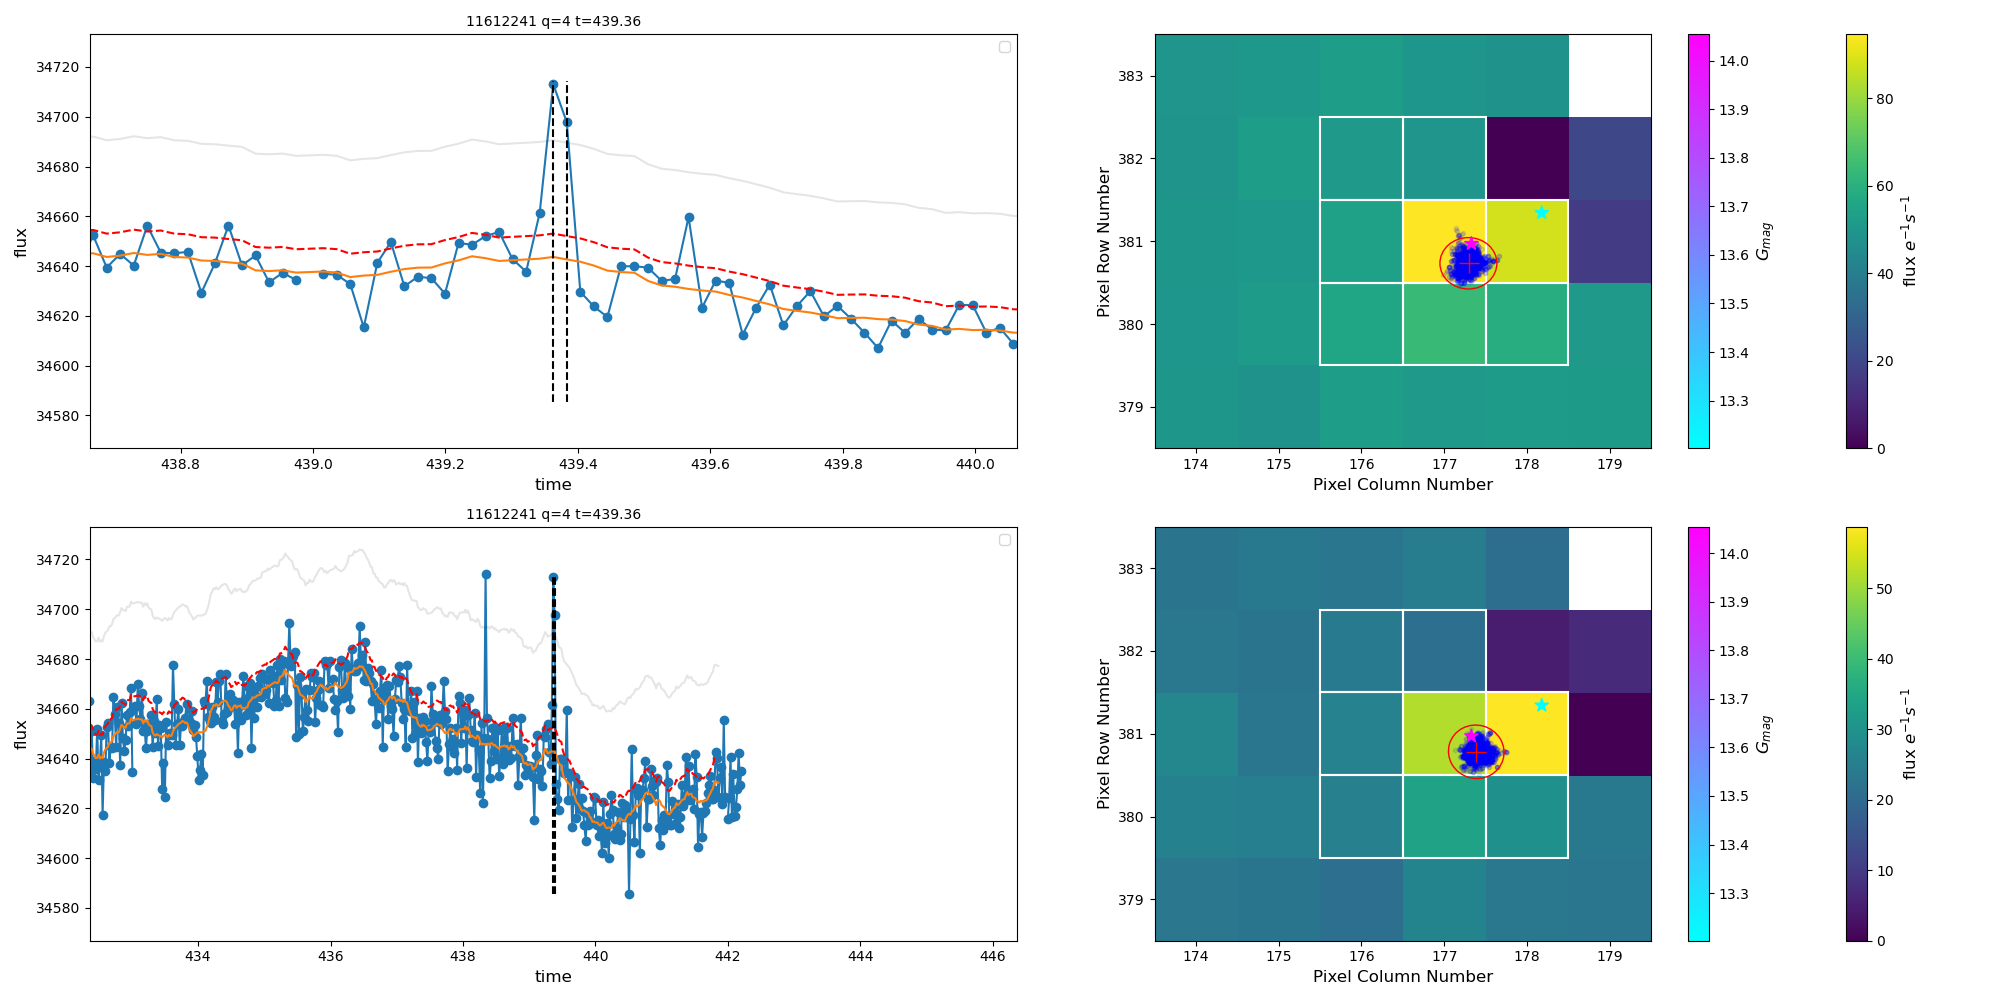 11612241 q=4 t=439.36
flux
34720
34700
34680
34660
34640
34620
34600
34580
438.8 439.0 439.2 439.4 439.6 439.8 440.0
time
Pixel Row Number
383
382
381
380
379
174 175 176 177 178 179
Pixel Column Number
14.0
13.9
13.8
13.7
13.6
13.5
13.4
13.3
Gmag
80
60
40
20
0
flux e⁻¹s⁻¹
11612241 q=4 t=439.36
flux
34720
34700
34680
34660
34640
34620
34600
34580
434 436 438 440 442 444 446
time
Pixel Row Number
383
382
381
380
379
174 175 176 177 178 179
Pixel Column Number
14.0
13.9
13.8
13.7
13.6
13.5
13.4
13.3
Gmag
50
40
30
20
10
0
flux e⁻¹s⁻¹